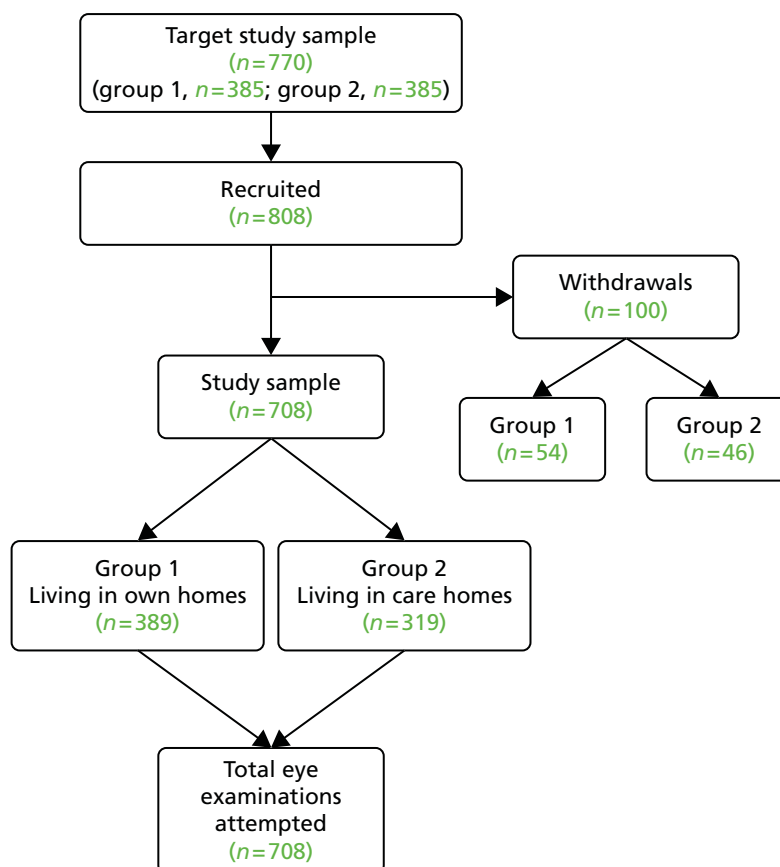 Target study sample
(n=770)
(group 1, n=385; group 2, n=385)
Recruited
(n=808)
Withdrawals
(n=100)
Study sample
(n=708)
Group 1
(n=54)
Group 2
(n=46)
Group 1
Living in own homes
(n=389)
Group 2
Living in care homes
(n=319)
Total eye
examinations
attempted
(n=708)